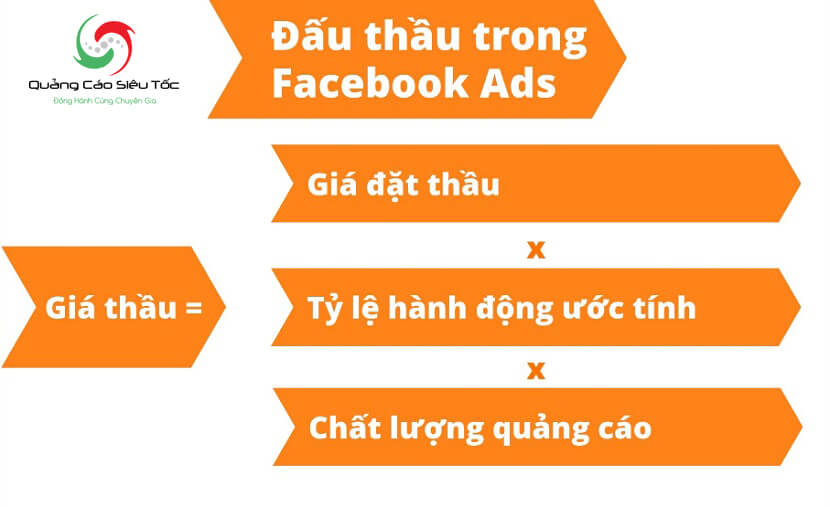 Quảng Cáo Siêu Tốc
Đồng Hành Cùng Chuyên Gia
Đấu thầu trong
Facebook Ads
Giá đặt thầu
x
Giá thầu =
Tỷ lệ hành động ước tính
x
Chất lượng quảng cáo